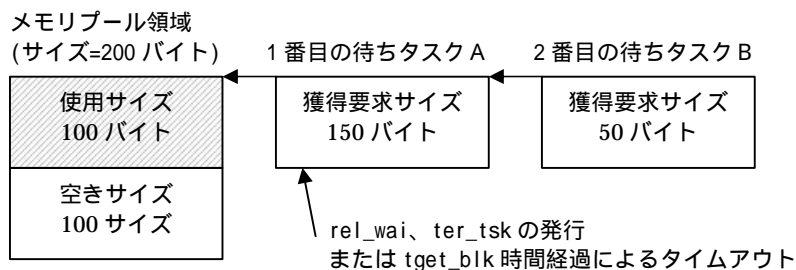 メモリプール領域
(サイズ=200 バイト)
1 番目の待ちタスク A
2 番目の待ちタスク B
使用サイズ
100 バイト
獲得要求サイズ
150 バイト
獲得要求サイズ
50 バイト
空きサイズ
100 サイズ
rel_wai、ter_tsk の発行
または tget_blk 時間経過によるタイムアウト